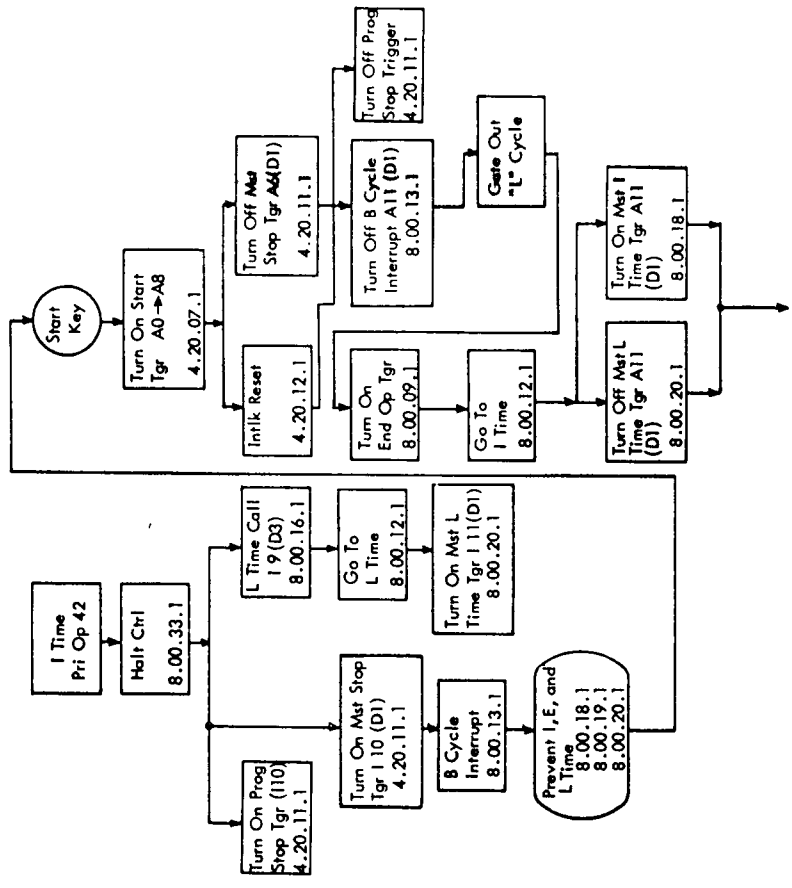 I Time
Pri Op 42
Halt Ctrl
8.00.33.1
Turn On Prog
Stop Tgr (I10)
4.20.11.1
Turn On Mst Stop
Tgr I 10 (D1)
4.20.11.1
B Cycle
Interrupt
8.00.13.1
Prevent I, E, and
L Time
8.00.18.1
8.00.19.1
8.00.20.1
L Time Call
I 9 (D3)
8.00.16.1
Go To
L Time
8.00.12.1
Turn On Mst L
Time Tgr I 11(D1)
8.00.20.1
Start
Key
Turn On Start
Tgr A0→A8
4.20.07.1
Intlk Reset
4.20.12.1
Turn Off Mst
Stop Tgr A6(D1)
4.20.11.1
Turn Off Prog
Stop Trigger
4.20.11.1
Turn Off B Cycle
Interrupt A11 (D1)
8.00.13.1
Gate Out
"L" Cycle
Turn On
End Op Tgr
8.00.09.1
Go To
I Time
8.00.12.1
Turn Off Mst L
Time Tgr A11
(D1)
8.00.20.1
Turn On Mst I
Time Tgr A11
(D1)
8.00.18.1